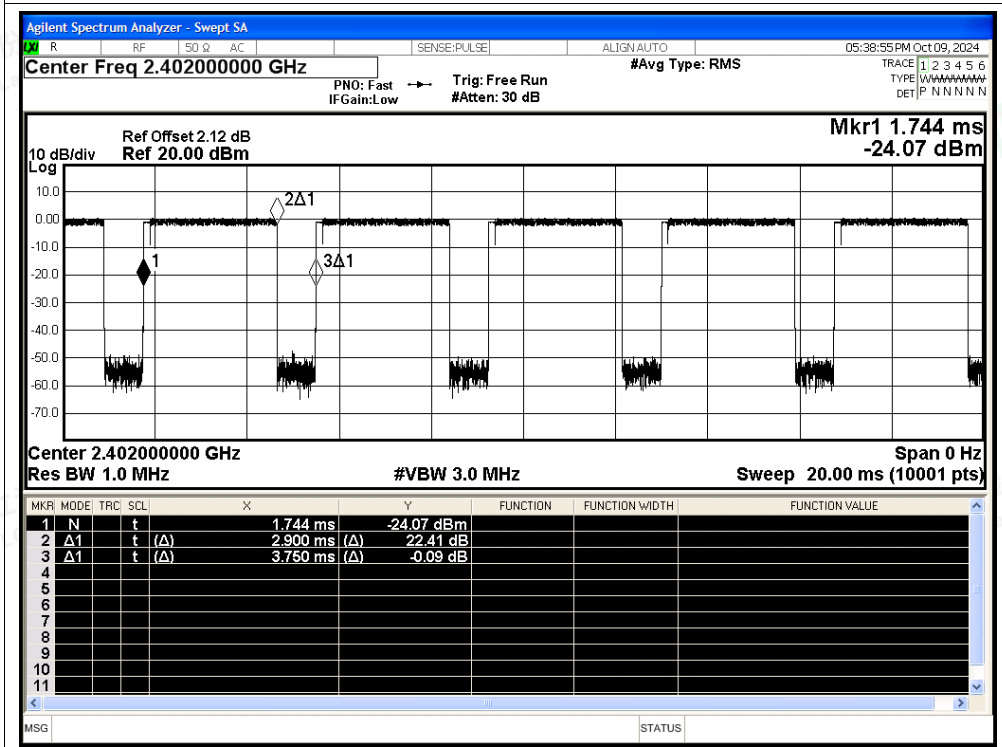 Agilent Spectrum Analyzer - Swept SA
LXI R RF 50 Ω AC SENSE:PULSE ALIGN AUTO 05:38:55 PM Oct 09, 2024
Center Freq 2.402000000 GHz #Avg Type: RMS TRACE 1 2 3 4 5 6
PNO: Fast Trig: Free Run TYPE
IFGain:Low #Atten: 30 dB DET P N N N N N
Mkr1 1.744 ms
Ref Offset 2.12 dB
10 dB/div Ref 20.00 dBm -24.07 dBm
Log
10.0
2Δ1
0.00
-10.0
1 3Δ1
-20.0
-30.0
-40.0
-50.0
-60.0
-70.0
Center 2.402000000 GHz Span 0 Hz
Res BW 1.0 MHz #VBW 3.0 MHz Sweep 20.00 ms (10001 pts)
MKR MODE TRC SCL X Y FUNCTION FUNCTION WIDTH FUNCTION VALUE
1 N t 1.744 ms -24.07 dBm
2 Δ1 t (Δ) 2.900 ms (Δ) 22.41 dB
3 Δ1 t (Δ) 3.750 ms (Δ) -0.09 dB
4
5
6
7
8
9
10
11
MSG STATUS